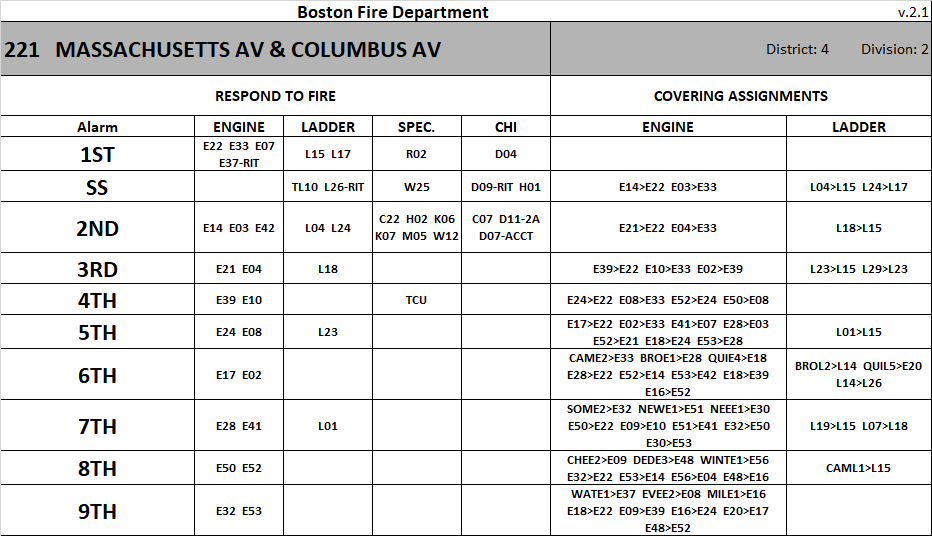 Boston Fire Department v.2.1
221 MASSACHUSETTS AV & COLUMBUS AV District: 4 Division: 2
RESPOND TO FIRE COVERING ASSIGNMENTS
Alarm ENGINE LADDER SPEC. CHI ENGINE LADDER
1ST E22 E33 E07 L15 L17 R02 D04
E37-RIT
SS TL10 L26-RIT W25 D09-RIT H01 E14>E22 E03>E33 L04>L15 L24>L17
2ND E14 E03 E42 L04 L24 C22 H02 K06 C07 D11-2A E21>E22 E04>E33 L18>L15
K07 M05 W12 D07-ACCT
3RD E21 E04 L18 E39>E22 E10>E33 E02>E39 L23>L15 L29>L23
4TH E39 E10 TCU E24>E22 E08>E33 E52>E24 E50>E08
5TH E24 E08 L23 E17>E22 E02>E33 E41>E07 E28>E03 L01>L15
E52>E21 E18>E24 E53>E28
6TH E17 E02 CAME2>E33 BROE1>E28 QUIE4>E18 BROL2>L14 QUIL5>E20
E28>E22 E52>E14 E53>E42 E18>E39 L14>L26
E16>E52
7TH E28 E41 L01 SOME2>E32 NEWE1>E51 NEEE1>E30 L19>L15 L07>L18
E50>E22 E09>E10 E51>E41 E32>E50
E30>E53
8TH E50 E52 CHEE2>E09 DEDE3>E48 WINTE1>E56 CAML1>L15
E32>E22 E53>E14 E56>E04 E48>E16
9TH E32 E53 WATE1>E37 EVEE2>E08 MILE1>E16
E18>E22 E09>E39 E16>E24 E20>E17
E48>E52